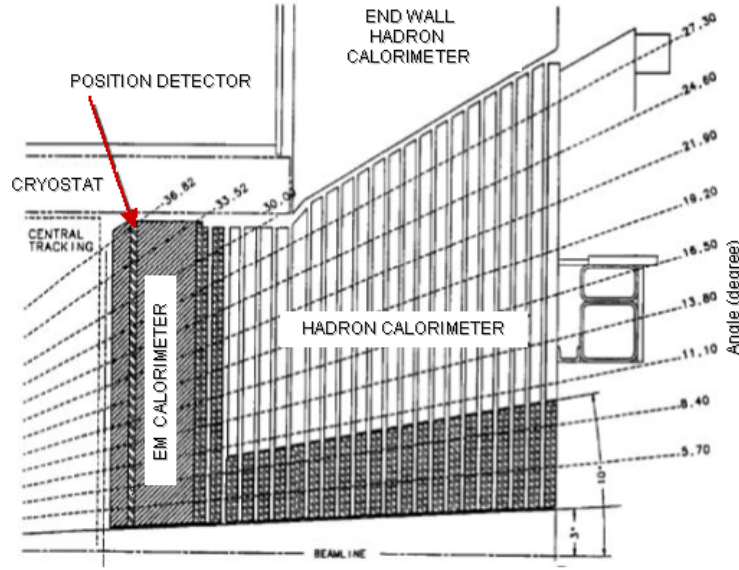 END WALL
HADRON
CALORIMETER
27.30
POSITION DETECTOR
24.60
21.90
CRYOSTAT
36.82
33.52
30.00
19.20
CENTRAL
TRACKING
16.50
HADRON CALORIMETER
13.80
Angle (degree)
EM CALORIMETER
11.10
8.40
5.70
10°
3°
BEAMLINE